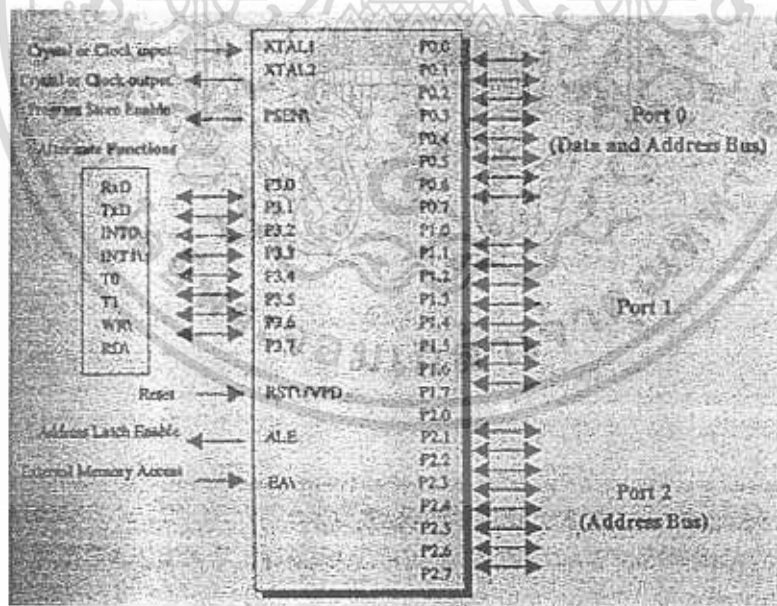 Crystal or Clock input
Crystal or Clock output
Program Store Enable
Alternate Functions
RxD
TxD
INT0\
INT1\
T0
T1
WR\
RD\
Reset
Address Latch Enable
External Memory Access
XTAL1
XTAL2
PSEN\
P3.0
P3.1
P3.2
P3.3
P3.4
P3.5
P3.6
P3.7
RST\/VPD
ALE
EA\
P0.0
P0.1
P0.2
P0.3
P0.4
P0.5
P0.6
P0.7
P1.0
P1.1
P1.2
P1.3
P1.4
P1.5
P1.6
P1.7
P2.0
P2.1
P2.2
P2.3
P2.4
P2.5
P2.6
P2.7
Port 0
(Data and Address Bus)
Port 1
Port 2
(Address Bus)